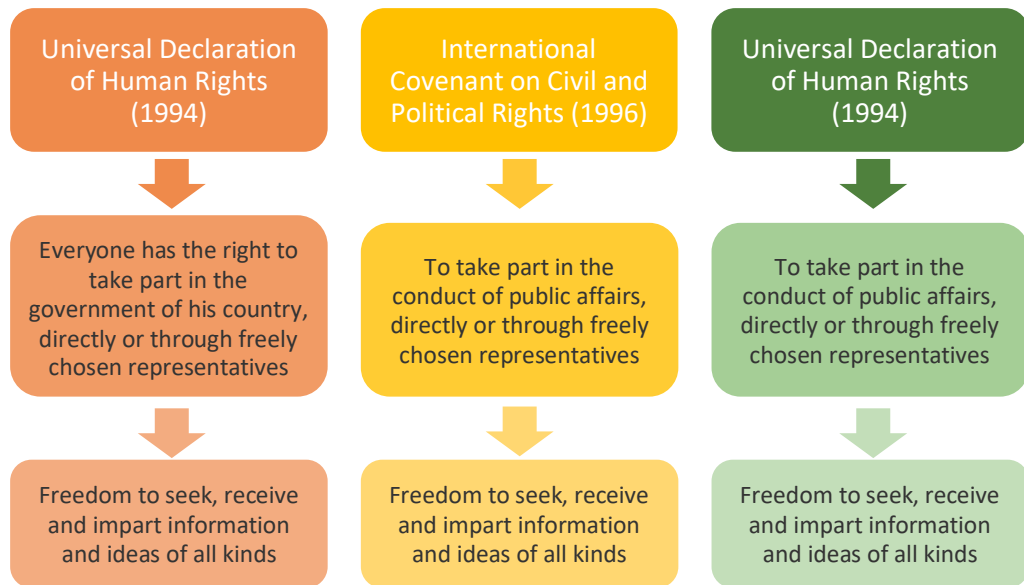 Universal Declaration
of Human Rights
(1994)
Everyone has the right to
take part in the
government of his country,
directly or through freely
chosen representatives
Freedom to seek, receive
and impart information
and ideas of all kinds
International
Covenant on Civil and
Political Rights (1996)
To take part in the
conduct of public affairs,
directly or through freely
chosen representatives
Freedom to seek, receive
and impart information
and ideas of all kinds
Universal Declaration
of Human Rights
(1994)
To take part in the
conduct of public affairs,
directly or through freely
chosen representatives
Freedom to seek, receive
and impart information
and ideas of all kinds